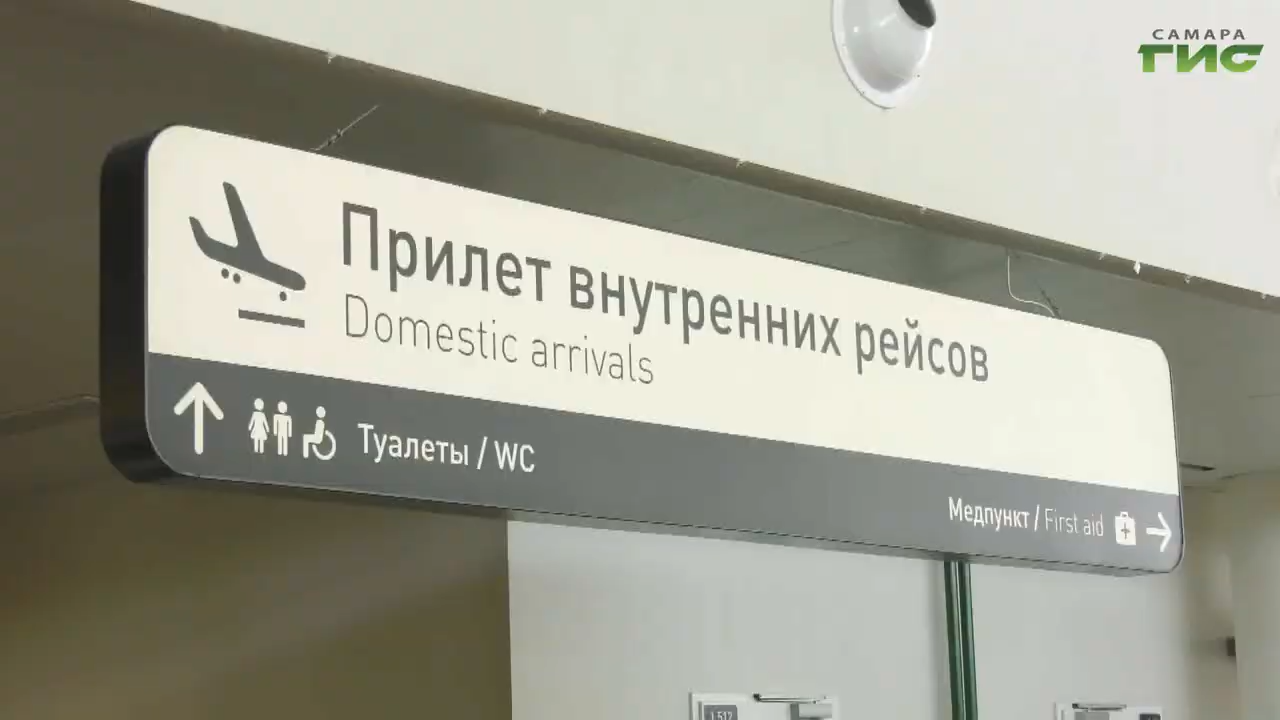 САМАРА
ГИС
Прилет внутренних рейсов
Domestic arrivals
Туалеты / WC
Медпункт / First aid